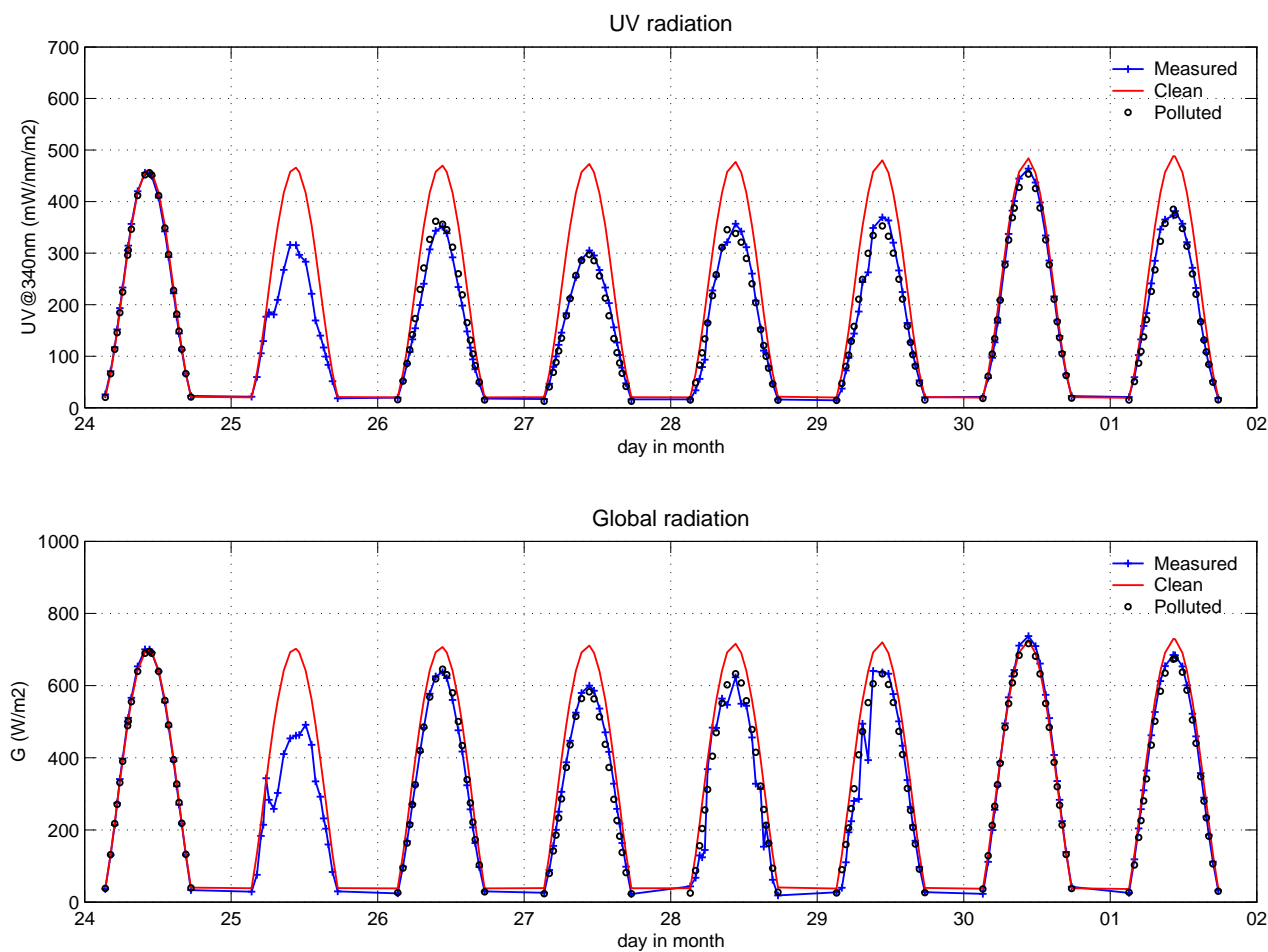 UV radiation
700
600
500
400
300
200
100
0
UV@340nm (mW/nm/m2)
Measured
Clean
Polluted
24 25 26 27 28 29 30 01 02
day in month
Global radiation
1000
800
600
400
200
0
G (W/m2)
Measured
Clean
Polluted
24 25 26 27 28 29 30 01 02
day in month